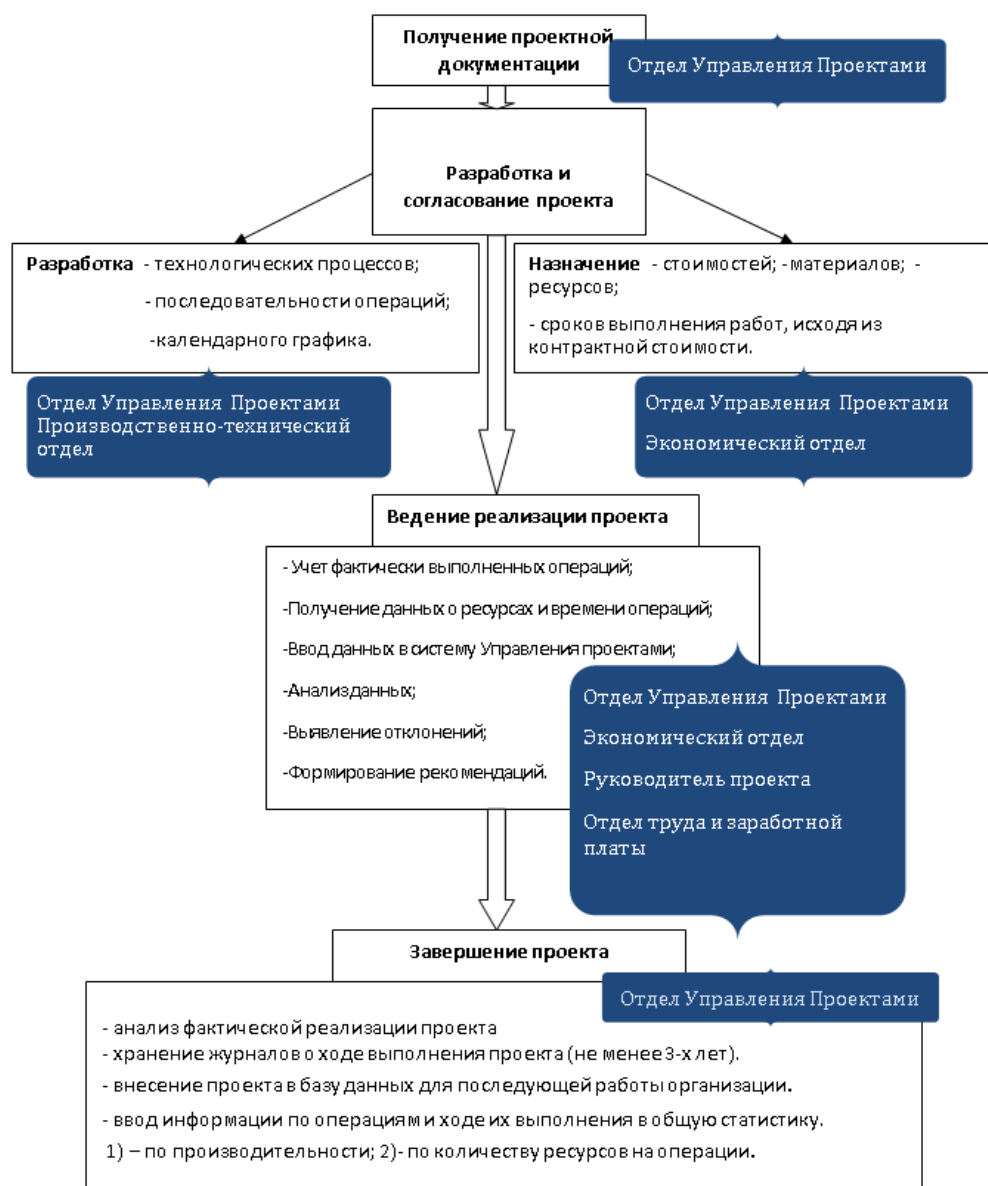 Получение проектной
документации
Отдел Управления Проектами
Разработка и
согласование проекта
Разработка - технологических процессов;
- последовательности операций;
-календарного графика.
Назначение - стоимостей; -материалов; -
ресурсов;
- сроков выполнения работ, исходя из
контрактной стоимости.
Отдел Управления Проектами
Производственно-технический
отдел
Отдел Управления Проектами
Экономический отдел
Ведение реализации проекта
- Учет фактически выполненных операций;
-Получение данных о ресурсах и времени операций;
-Ввод данных в систему Управления проектами;
-Анализ данных;
-Выявление отклонений;
-Формирование рекомендаций.
Отдел Управления Проектами
Экономический отдел
Руководитель проекта
Отдел труда и заработной
платы
Завершение проекта
Отдел Управления Проектами
- анализ фактической реализации проекта
- хранение журналов о ходе выполнения проекта (не менее 3-х лет).
- внесение проекта в базу данных для последующей работы организации.
- ввод информации по операциям и ходе их выполнения в общую статистику.
1) – по производительности; 2)- по количеству ресурсов на операции.